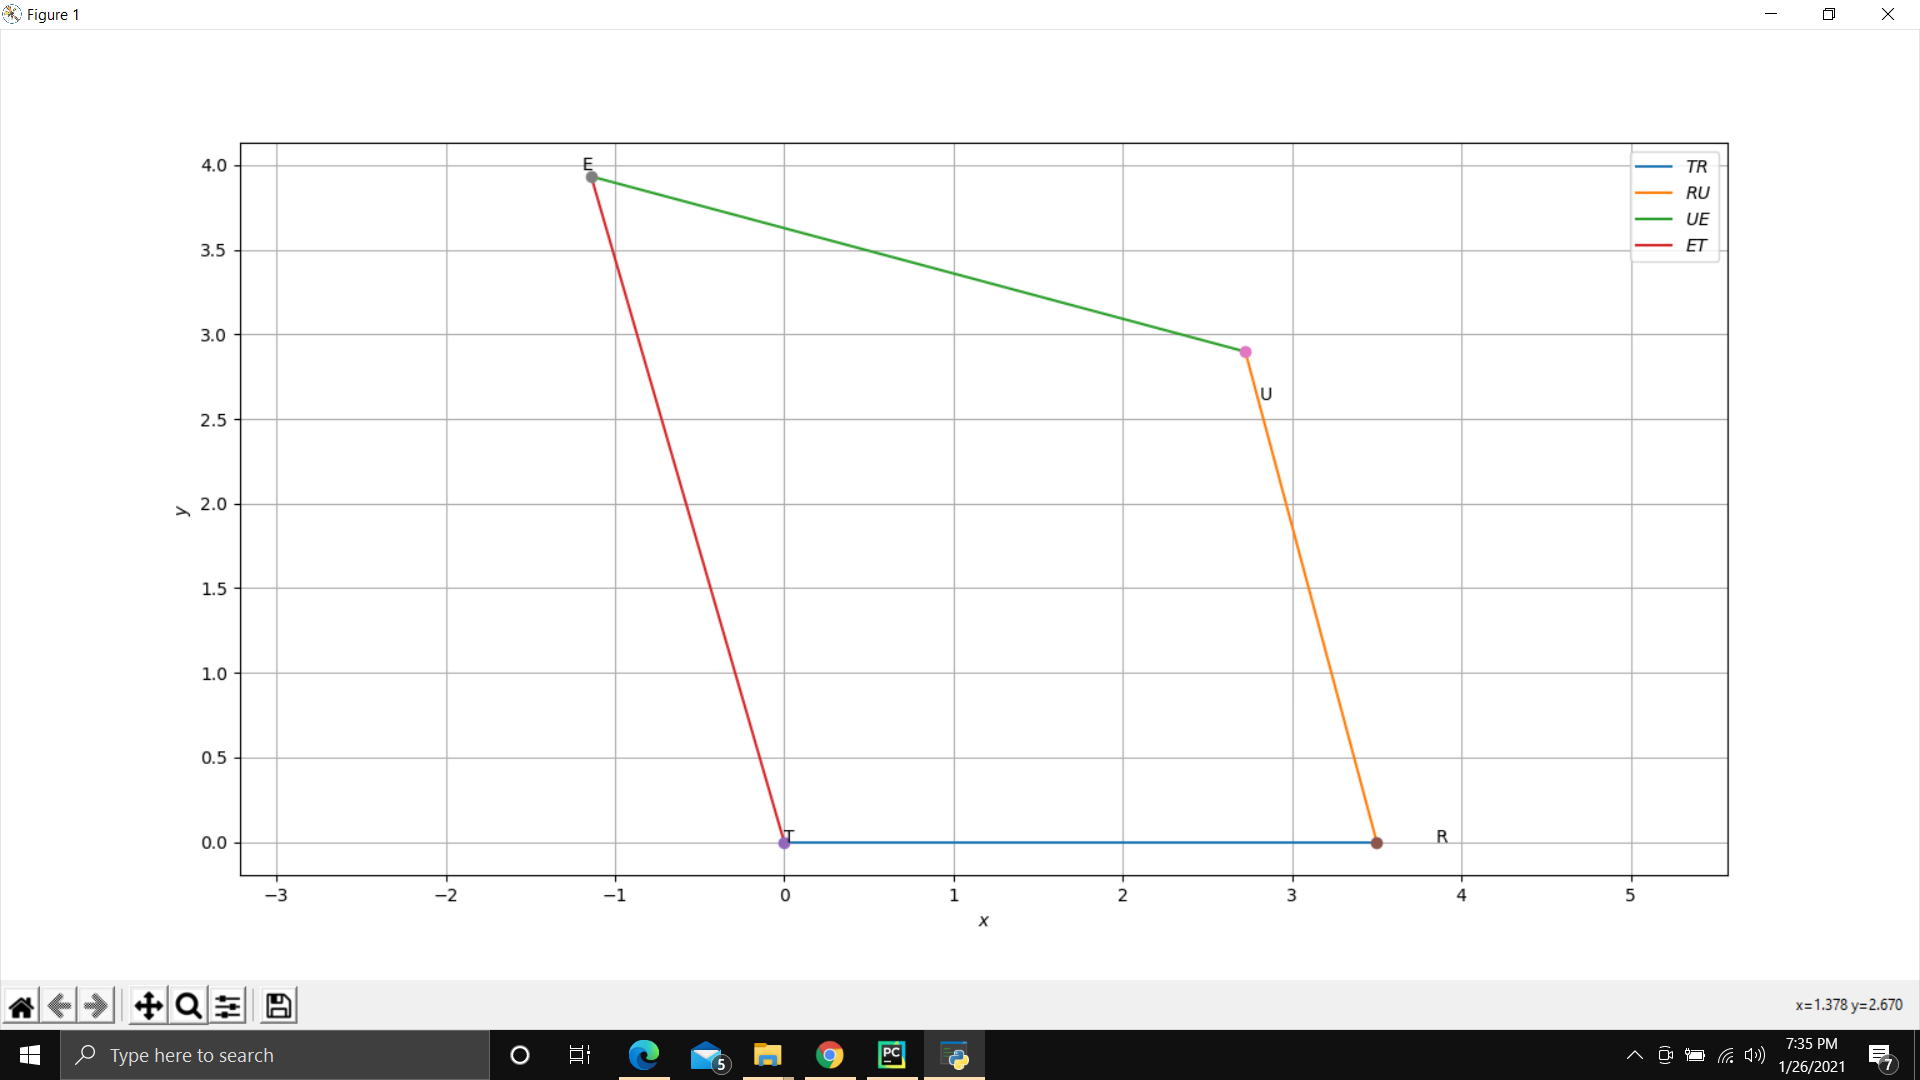 Figure 1
E
4.0
3.5
3.0
2.5
2.0
1.5
1.0
0.5
0.0
y
TR
RU
UE
ET
U
T
R
−3 −2 −1 0 1 2 3 4 5
x
x=1.378 y=2.670
Type here to search
5
PC
7:35 PM
1/26/2021
7